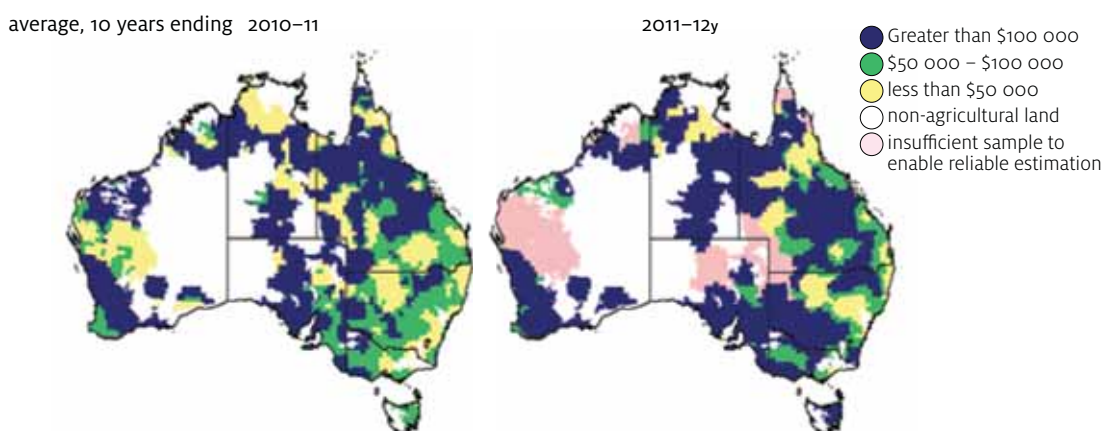 average, 10 years ending 2010–11
2011–12y
Greater than $100 000
$50 000 – $100 000
less than $50 000
non-agricultural land
insufficient sample to
enable reliable estimation